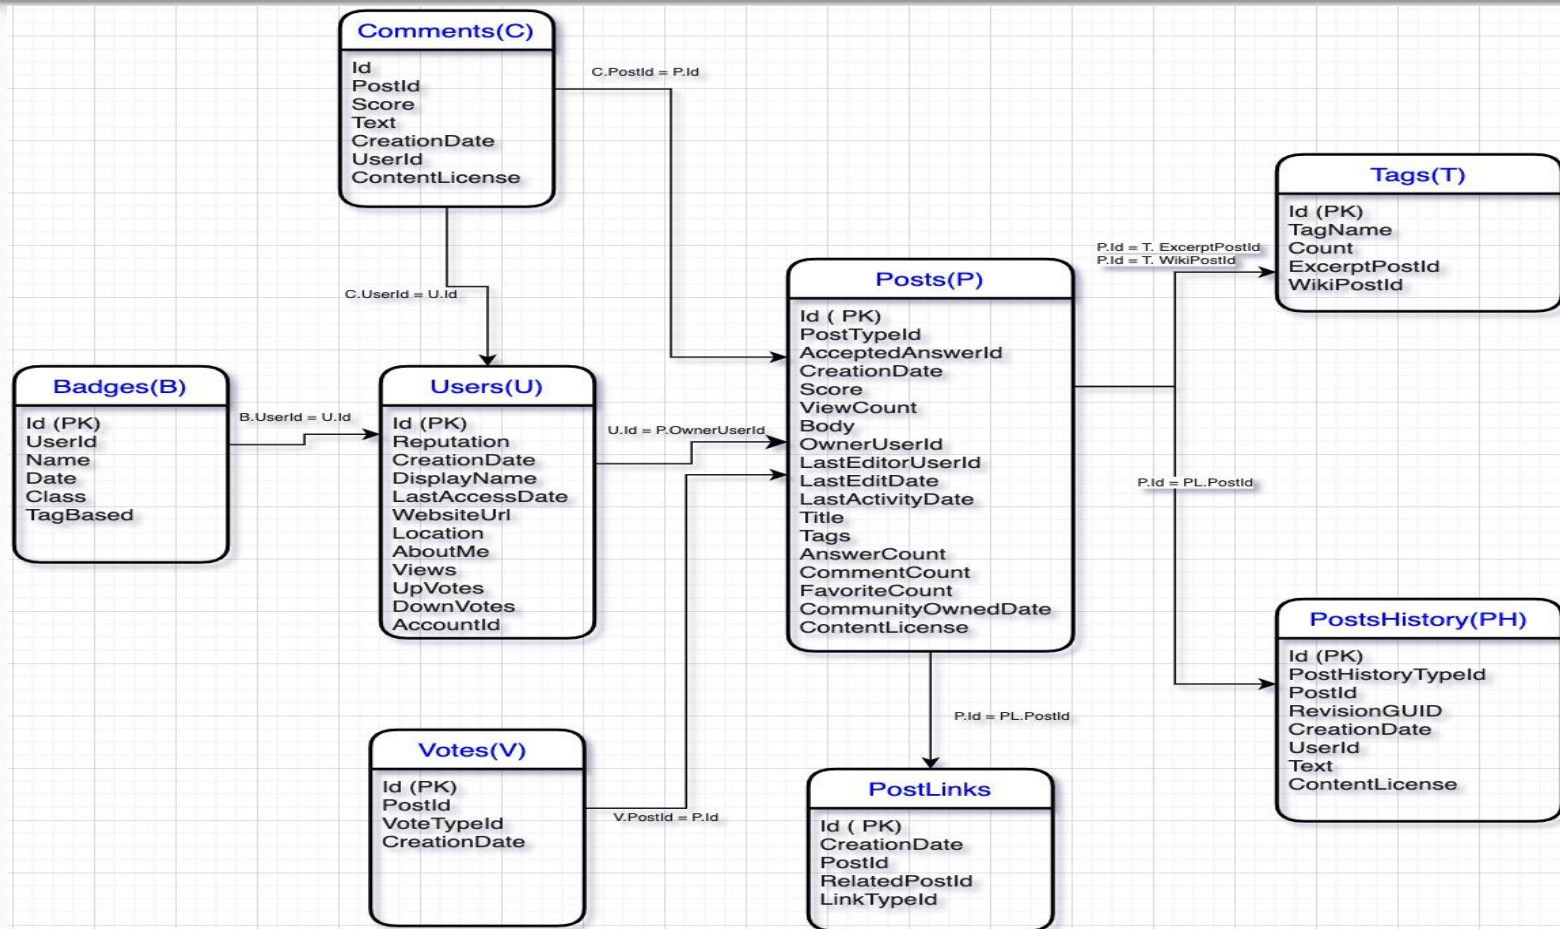 Comments(C)
Id
PostId
Score
Text
CreationDate
UserId
ContentLicense
C.PostId = P.Id
C.UserId = U.Id
Badges(B)
Id (PK)
UserId
Name
Date
Class
TagBased
B.UserId = U.Id
Users(U)
Id (PK)
Reputation
CreationDate
DisplayName
LastAccessDate
WebsiteUrl
Location
AboutMe
Views
UpVotes
DownVotes
AccountId
U.Id = P.OwnerUserId
Votes(V)
Id (PK)
PostId
VoteTypeId
CreationDate
V.PostId = P.Id
Posts(P)
Id ( PK)
PostTypeId
AcceptedAnswerId
CreationDate
Score
ViewCount
Body
OwnerUserId
LastEditorUserId
LastEditDate
LastActivityDate
Title
Tags
AnswerCount
CommentCount
FavoriteCount
CommunityOwnedDate
ContentLicense
P.Id = PL.PostId
PostLinks
Id ( PK)
CreationDate
PostId
RelatedPostId
LinkTypeId
P.Id = T. ExcerptPostId
P.Id = T. WikiPostId
Tags(T)
Id (PK)
TagName
Count
ExcerptPostId
WikiPostId
P.Id = PL.PostId
PostsHistory(PH)
Id (PK)
PostHistoryTypeId
PostId
RevisionGUID
CreationDate
UserId
Text
ContentLicense